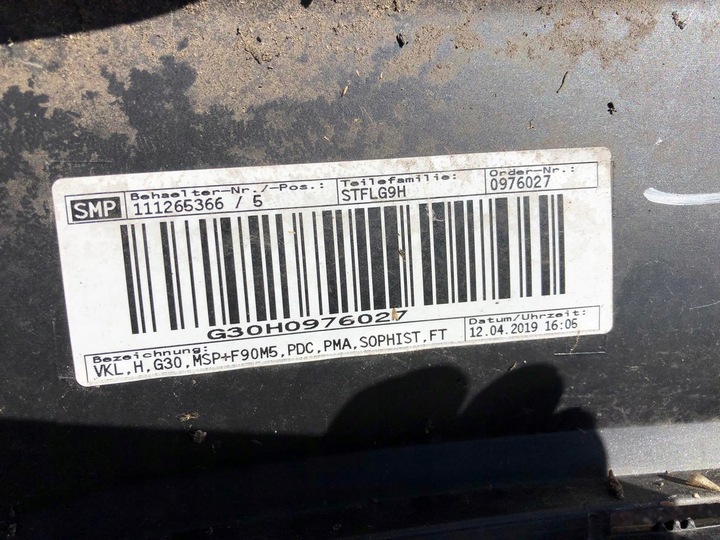 SMP
Behaelter-Nr./-Pos.:
111265366 / 5
Teilefamilie:
STFLG9H
Order-Nr.:
0976027
G30H0976027
Bezeichnung:
VKL,H,G30,MSP+F90M5,PDC,PMA,SOPHIST,FT
Datum/Uhrzeit:
12.04.2019 16:05